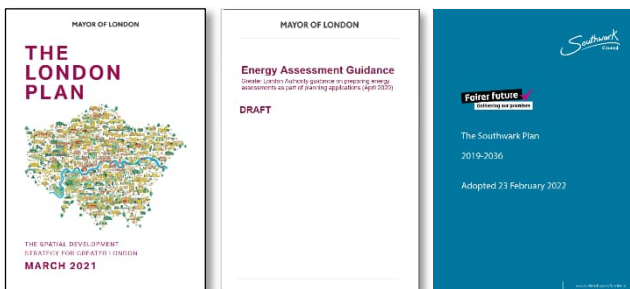 MAYOR OF LONDON
THE
LONDON
PLAN
THE SPATIAL DEVELOPMENT
STRATEGY FOR GREATER LONDON
MARCH 2021
MAYOR OF LONDON
Energy Assessment Guidance
Greater London Authority guidance on preparing energy
assessments as part of planning applications (April 2020)
DRAFT
Southwark
Council
Fairer future
Delivering our promises
The Southwark Plan
2019-2036
Adopted 23 February 2022